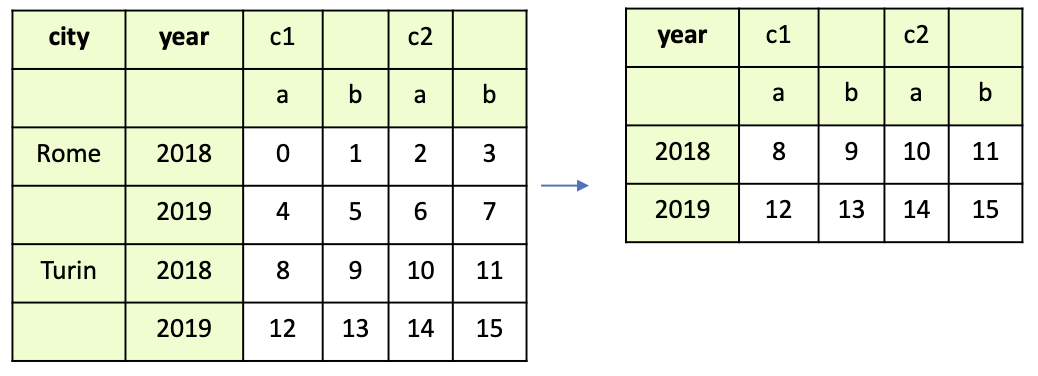 city year c1 c2
a b a b
Rome 2018 0 1 2 3
2019 4 5 6 7
Turin 2018 8 9 10 11
2019 12 13 14 15
year c1 c2
a b a b
2018 8 9 10 11
2019 12 13 14 15